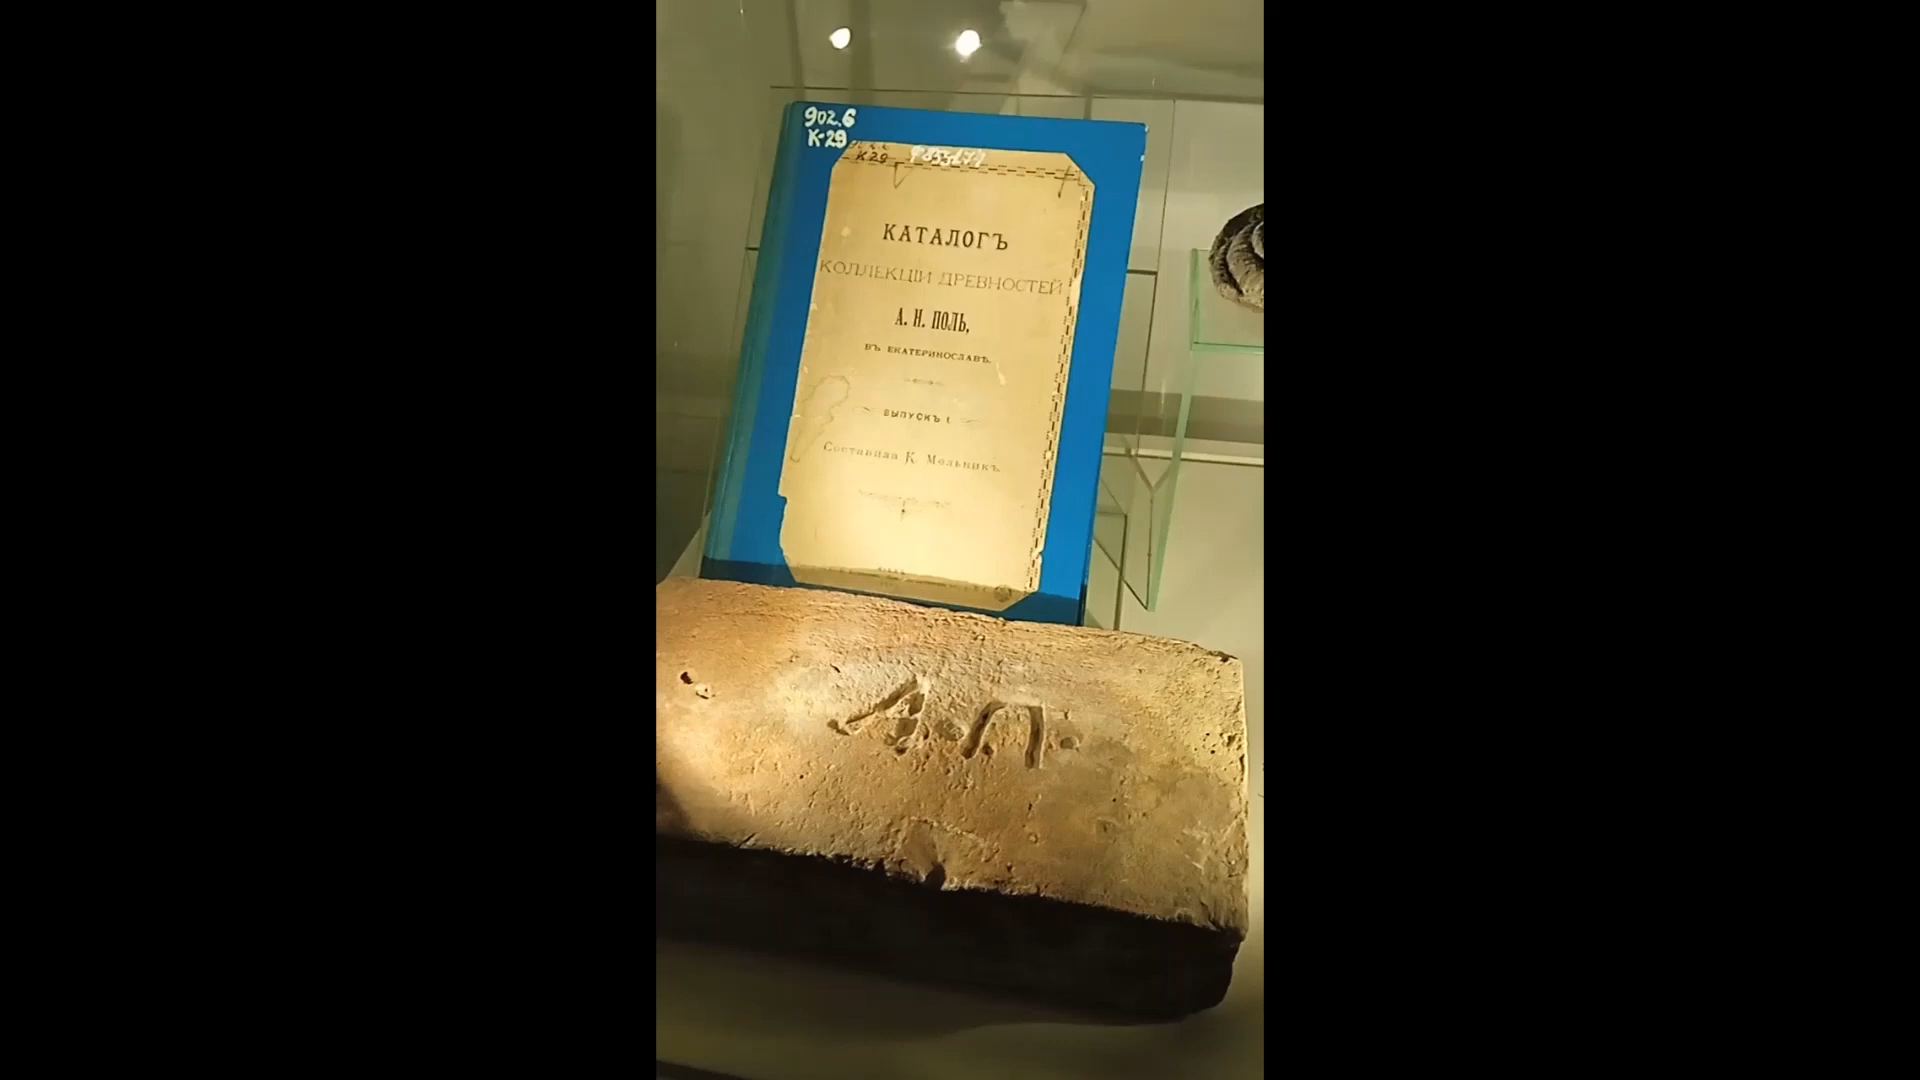 902.6
К-29
К29
КАТАЛОГЪ
КОЛЛЕКЦІИ ДРЕВНОСТЕЙ
А. Н. ПОЛЬ,
ВЪ ЕКАТЕРИНОСЛАВѢ.
ВЫПУСКЪ I.
Составила К. Мельникъ.
А.П: